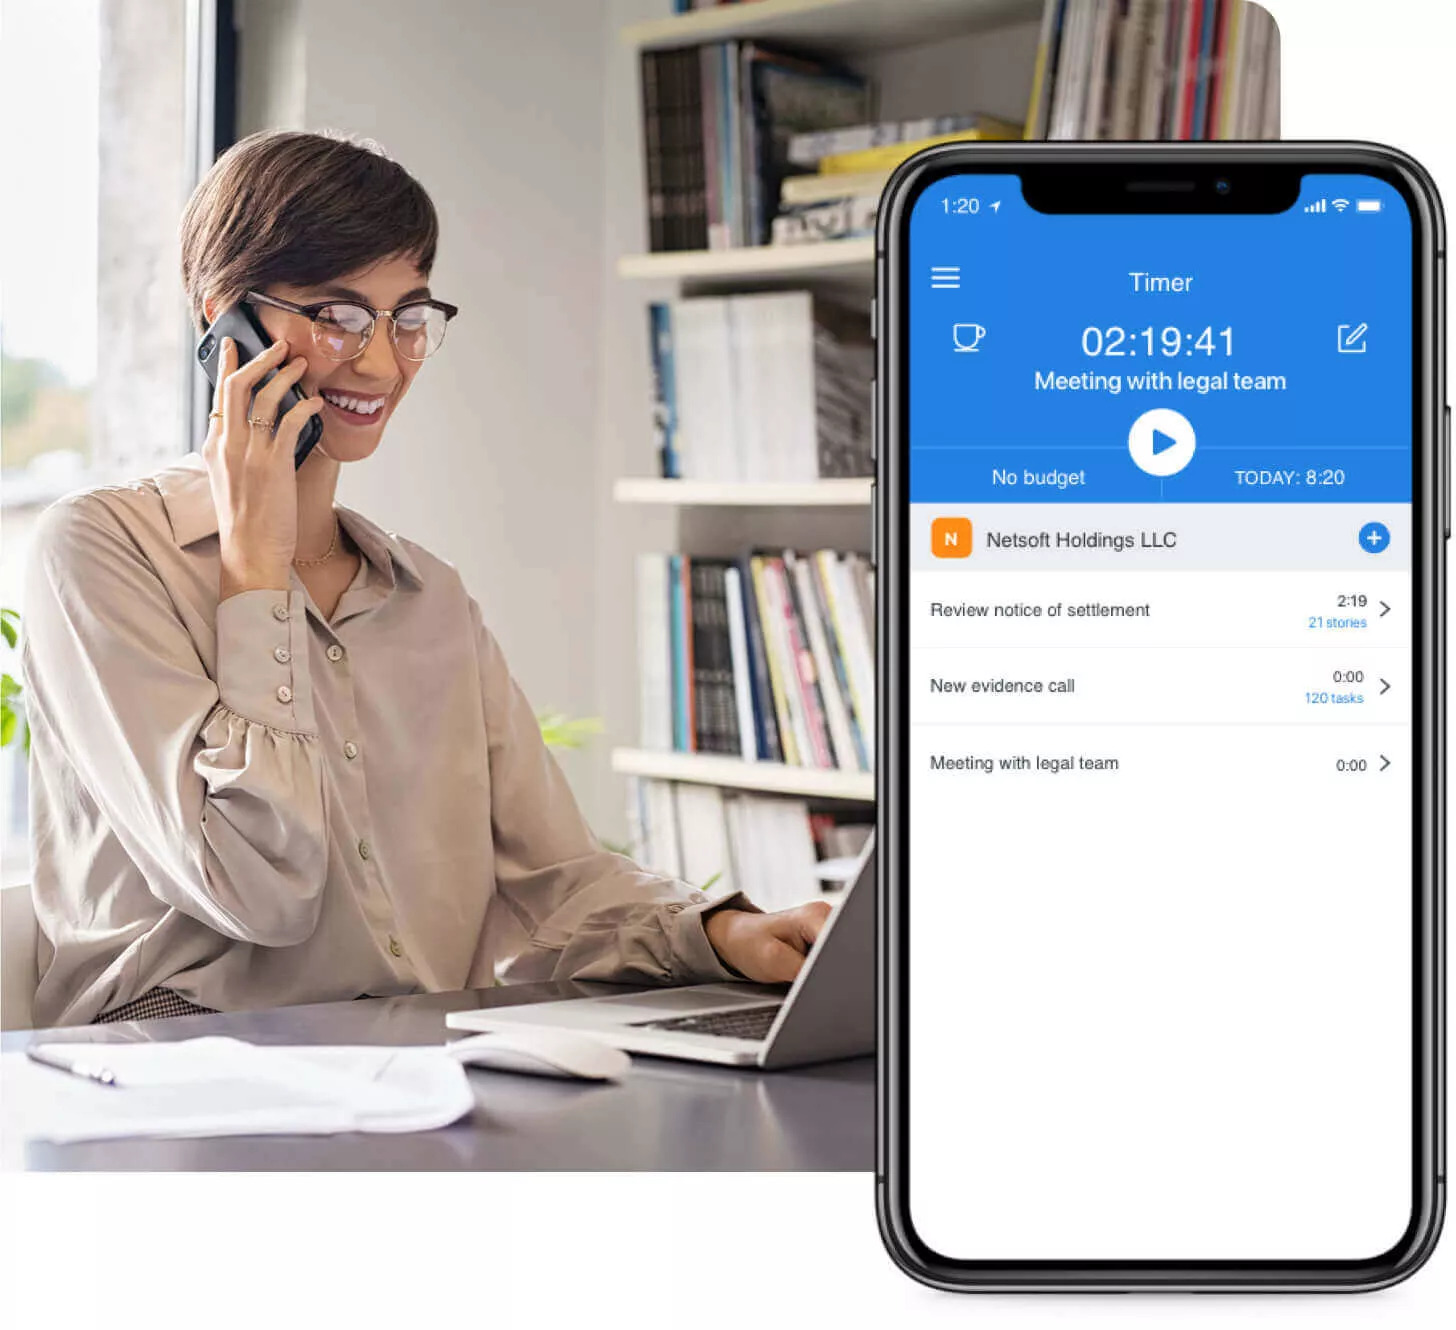 1:20
Timer
02:19:41
Meeting with legal team
No budget
TODAY: 8:20
N
Netsoft Holdings LLC
Review notice of settlement
2:19
21 stories
New evidence call
0:00
120 tasks
Meeting with legal team
0:00